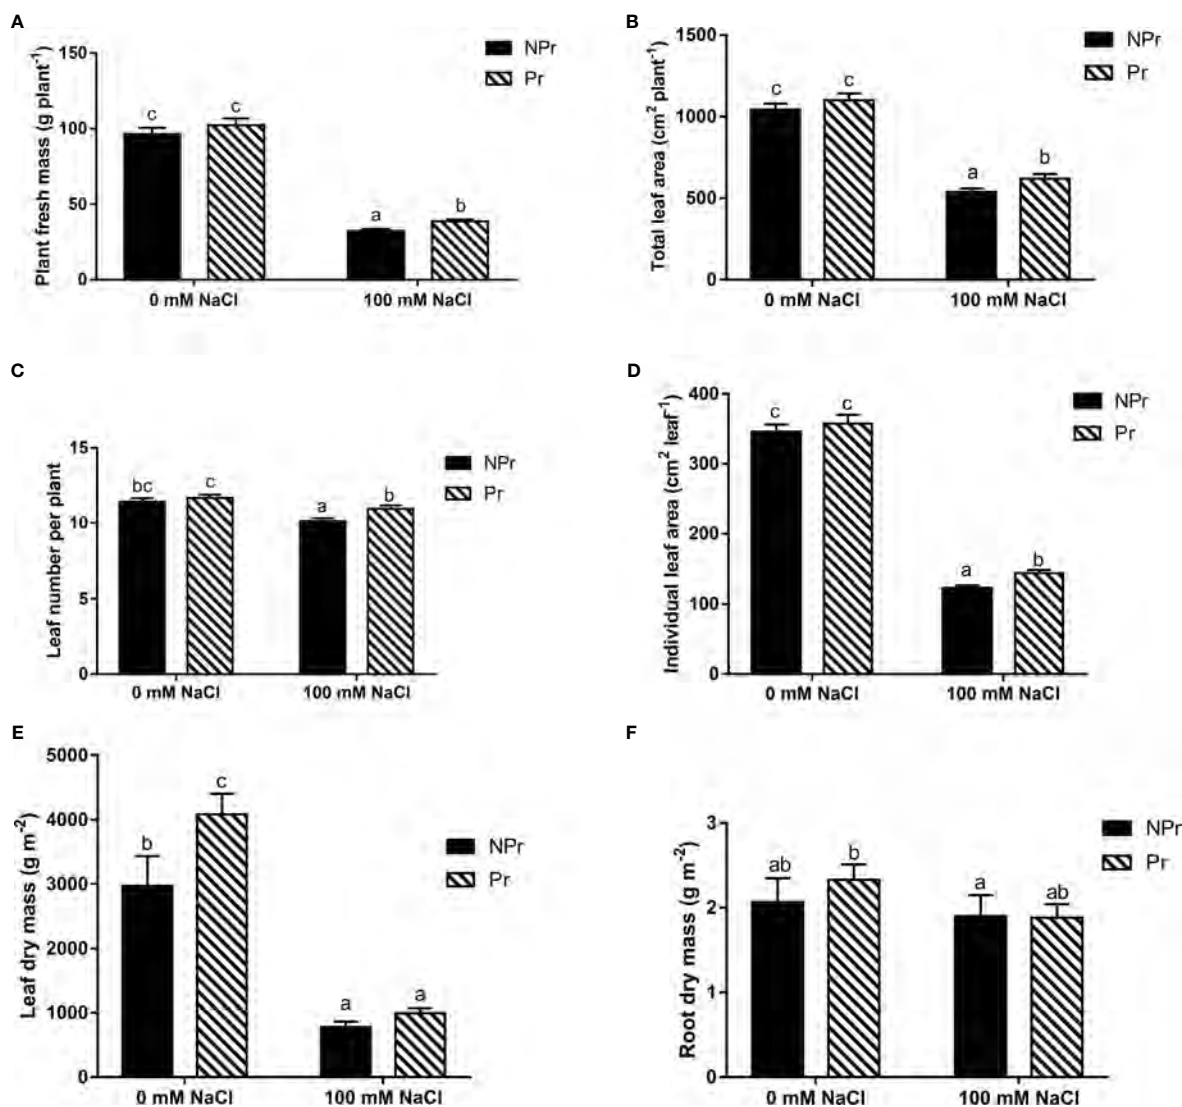 A
Plant fresh mass (g plant⁻¹)
150
100
50
0
c
c
a
b
0 mM NaCl
100 mM NaCl
NPr
Pr
B
Total leaf area (cm² plant⁻¹)
1500
1000
500
0
c
c
a
b
0 mM NaCl
100 mM NaCl
NPr
Pr
C
Leaf number per plant
15
10
5
0
bc
c
a
b
0 mM NaCl
100 mM NaCl
NPr
Pr
D
Individual leaf area (cm² leaf⁻¹)
400
300
200
100
0
c
c
a
b
0 mM NaCl
100 mM NaCl
NPr
Pr
E
Leaf dry mass (g m⁻²)
5000
4000
3000
2000
1000
0
b
c
a
a
0 mM NaCl
100 mM NaCl
NPr
Pr
F
Root dry mass (g m⁻²)
3
2
1
0
ab
b
a
ab
0 mM NaCl
100 mM NaCl
NPr
Pr